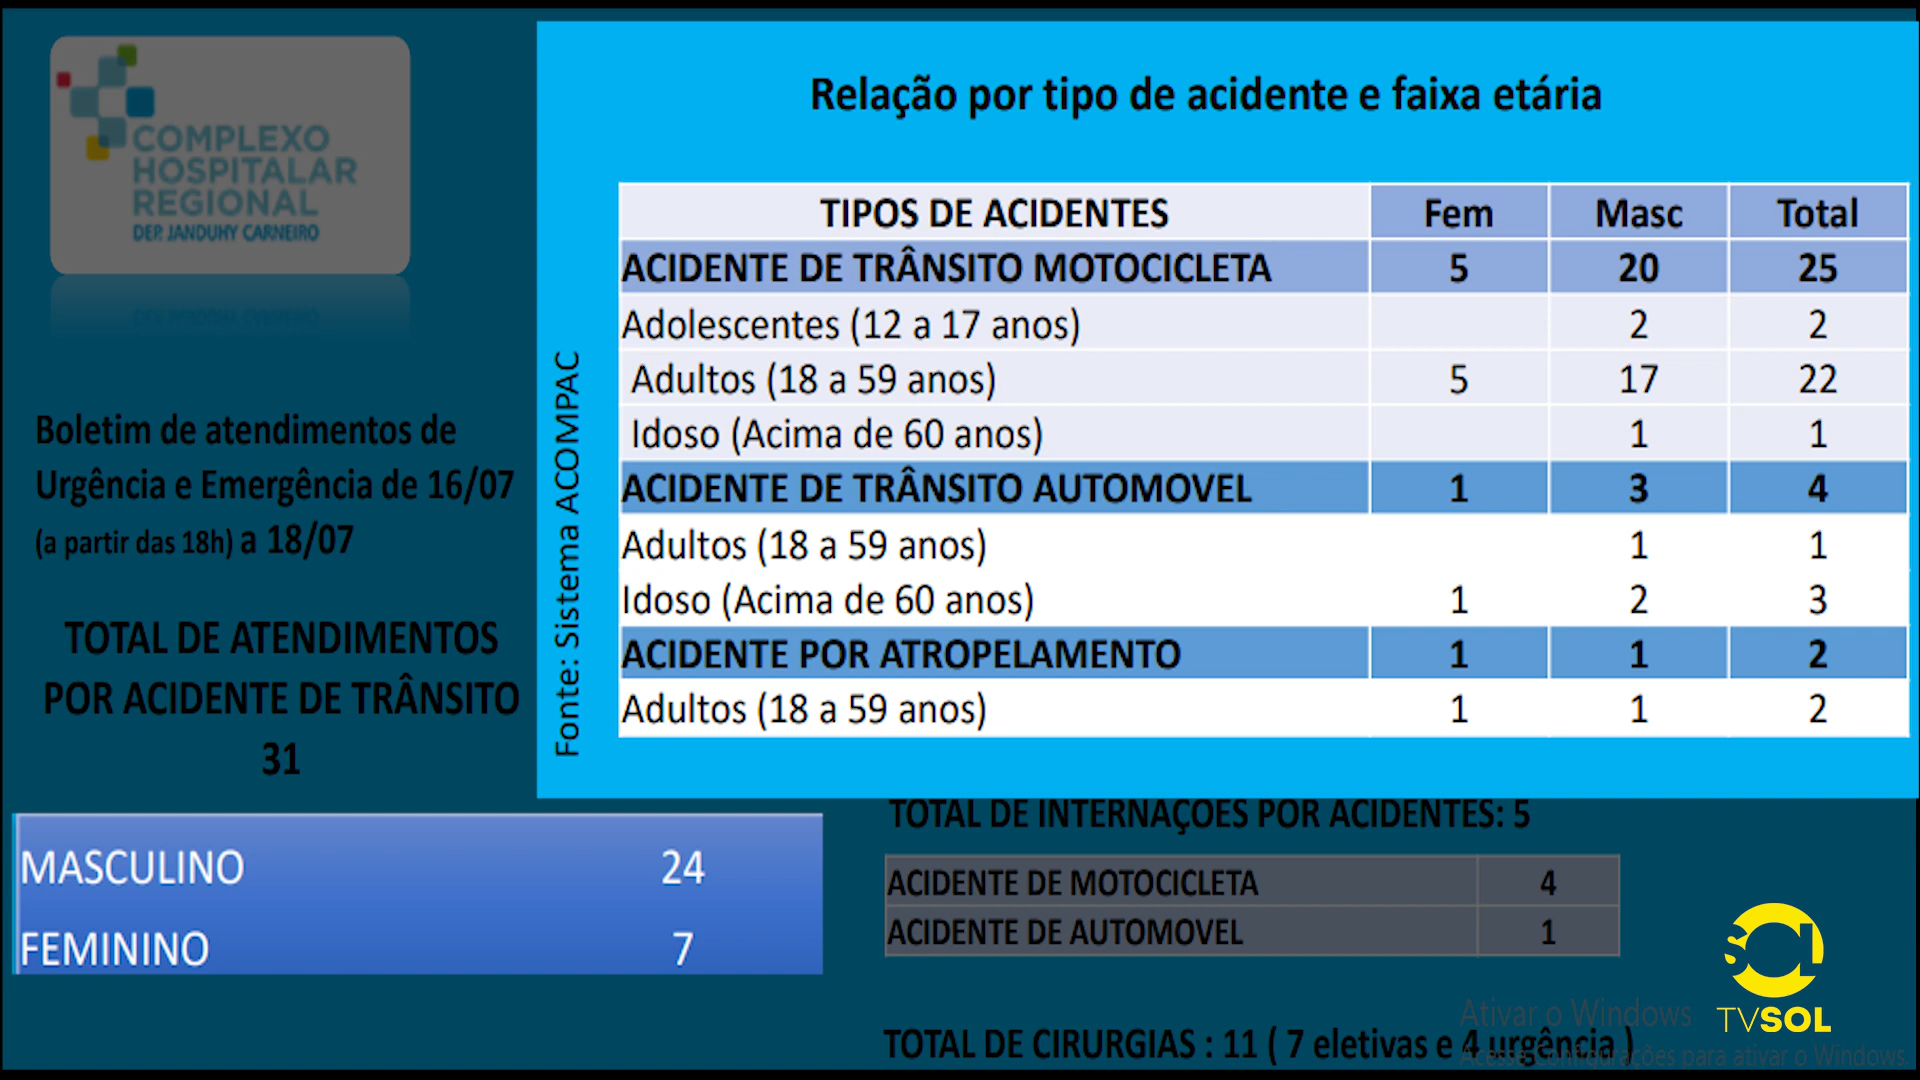 COMPLEXO
HOSPITALAR
REGIONAL
DEP. JANDUHY CARNEIRO
Boletim de atendimentos de
Urgência e Emergência de 16/07
(a partir das 18h) a 18/07
TOTAL DE ATENDIMENTOS
POR ACIDENTE DE TRÂNSITO
31
MASCULINO 24
FEMININO 7
Relação por tipo de acidente e faixa etária
Fonte: Sistema ACOMPAC
TIPOS DE ACIDENTES Fem Masc Total
ACIDENTE DE TRÂNSITO MOTOCICLETA 5 20 25
Adolescentes (12 a 17 anos) 2 2
Adultos (18 a 59 anos) 5 17 22
Idoso (Acima de 60 anos) 1 1
ACIDENTE DE TRÂNSITO AUTOMOVEL 1 3 4
Adultos (18 a 59 anos) 1 1
Idoso (Acima de 60 anos) 1 2 3
ACIDENTE POR ATROPELAMENTO 1 1 2
Adultos (18 a 59 anos) 1 1 2
TOTAL DE INTERNAÇÕES POR ACIDENTES: 5
ACIDENTE DE MOTOCICLETA 4
ACIDENTE DE AUTOMOVEL 1
TOTAL DE CIRURGIAS : 11 ( 7 eletivas e 4 urgência )
Ativar o Windows
Acesse Configurações para ativar o Windows.
sol
TVSOL